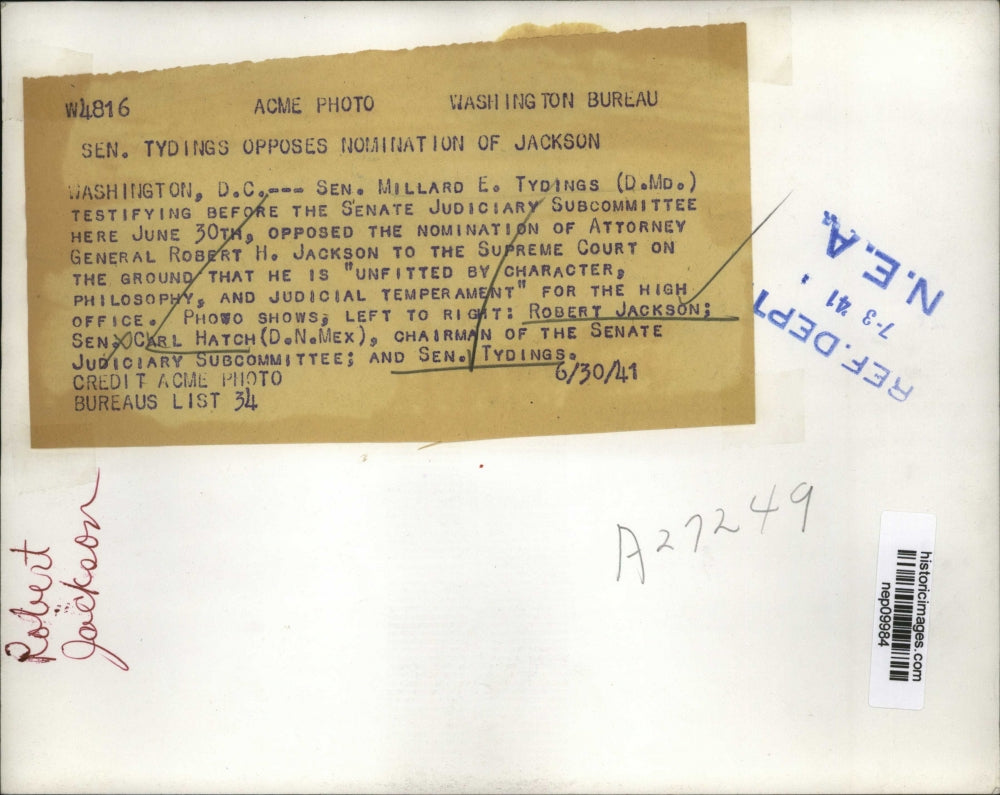 W4816 ACME PHOTO WASHINGTON BUREAU
SEN. TYDINGS OPPOSES NOMINATION OF JACKSON
WASHINGTON, D.C.--- SEN. MILLARD E. TYDINGS (D.MD.)
TESTIFYING BEFORE THE SENATE JUDICIARY SUBCOMMITTEE
HERE JUNE 30TH, OPPOSED THE NOMINATION OF ATTORNEY
GENERAL ROBERT H. JACKSON TO THE SUPREME COURT ON
THE GROUND THAT HE IS "UNFITTED BY CHARACTER,
PHILOSOPHY, AND JUDICIAL TEMPERAMENT" FOR THE HIGH
OFFICE. PHOWO SHOWS, LEFT TO RIGHT: ROBERT JACKSON;
SEN. CARL HATCH (D.N.MEX), CHAIRMAN OF THE SENATE
JUDICIARY SUBCOMMITTEE; AND SEN. TYDINGS.
CREDIT ACME PHOTO 6/30/41
BUREAUS LIST 34
REF. DEPT
7-3 '41
N.E.A.
A27249
Robert
Jackson
historicimages.com
nep09984